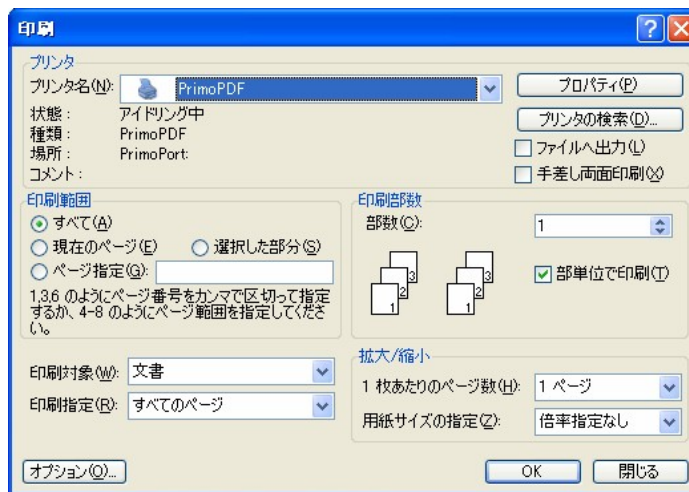 印刷
プリンタ
プリンタ名(N): PrimoPDF
プロパティ(P)
状態： アイドリング中
プリンタの検索(D)...
種類： PrimoPDF
場所： PrimoPort:
ファイルへ出力(L)
コメント:
手差し両面印刷(X)
印刷範囲
すべて(A)
現在のページ(E) 選択した部分(S)
ページ指定(G):
1,3,6 のようにページ番号をカンマで区切って指定
するか、4-8 のようにページ範囲を指定してくださ
い。
印刷部数
部数(C): 1
3 3
2 2
1 1
部単位で印刷(T)
印刷対象(W): 文書
印刷指定(R): すべてのページ
拡大/縮小
1 枚あたりのページ数(H): 1 ページ
用紙サイズの指定(Z): 倍率指定なし
オプション(O)...
OK 閉じる